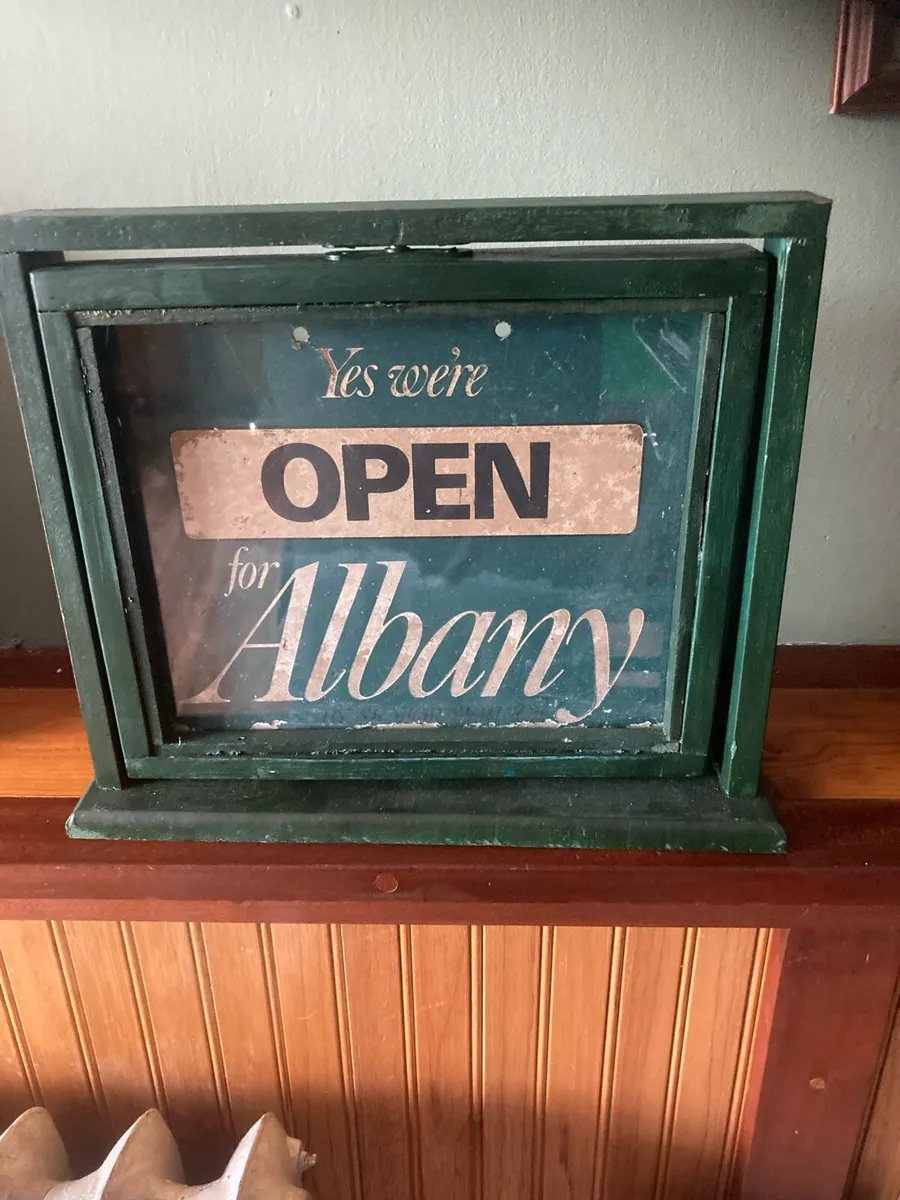 Yes we're
OPEN
for Albany